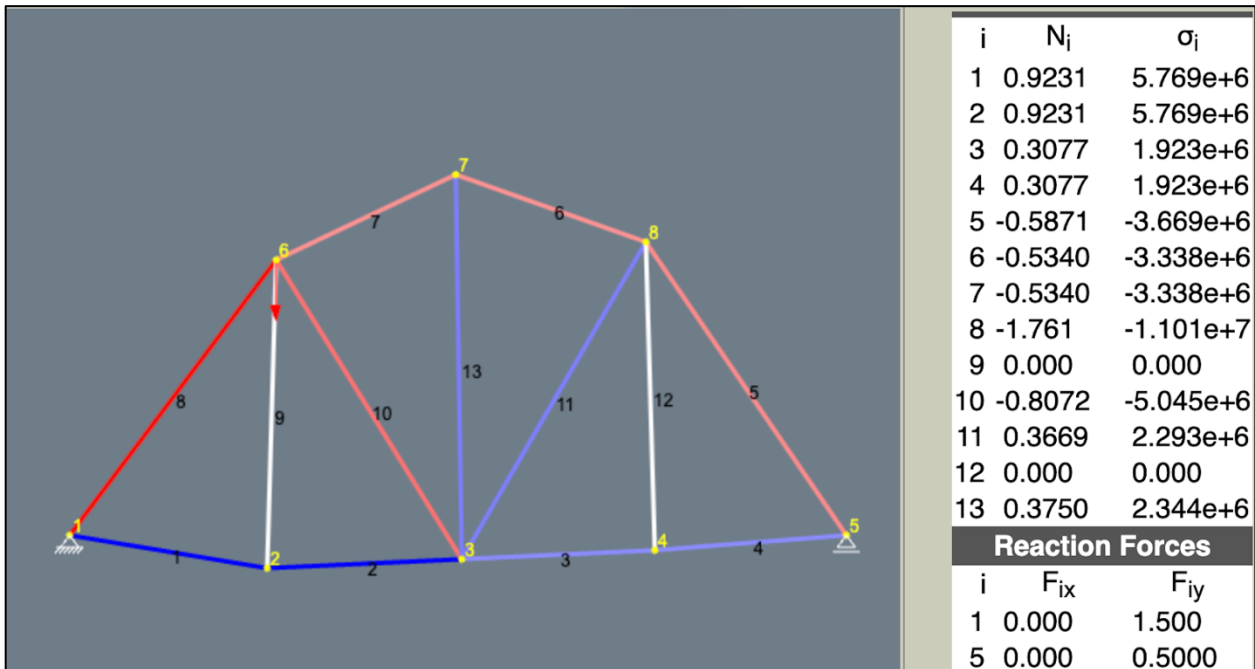 7
6
8
7
6
13
8
9
10
11
12
5
1
2
3
4
5
1
2
3
4
i Nᵢ σᵢ
1 0.9231 5.769e+6
2 0.9231 5.769e+6
3 0.3077 1.923e+6
4 0.3077 1.923e+6
5 -0.5871 -3.669e+6
6 -0.5340 -3.338e+6
7 -0.5340 -3.338e+6
8 -1.761 -1.101e+7
9 0.000 0.000
10 -0.8072 -5.045e+6
11 0.3669 2.293e+6
12 0.000 0.000
13 0.3750 2.344e+6
Reaction Forces
i Fix Fiy
1 0.000 1.500
5 0.000 0.5000